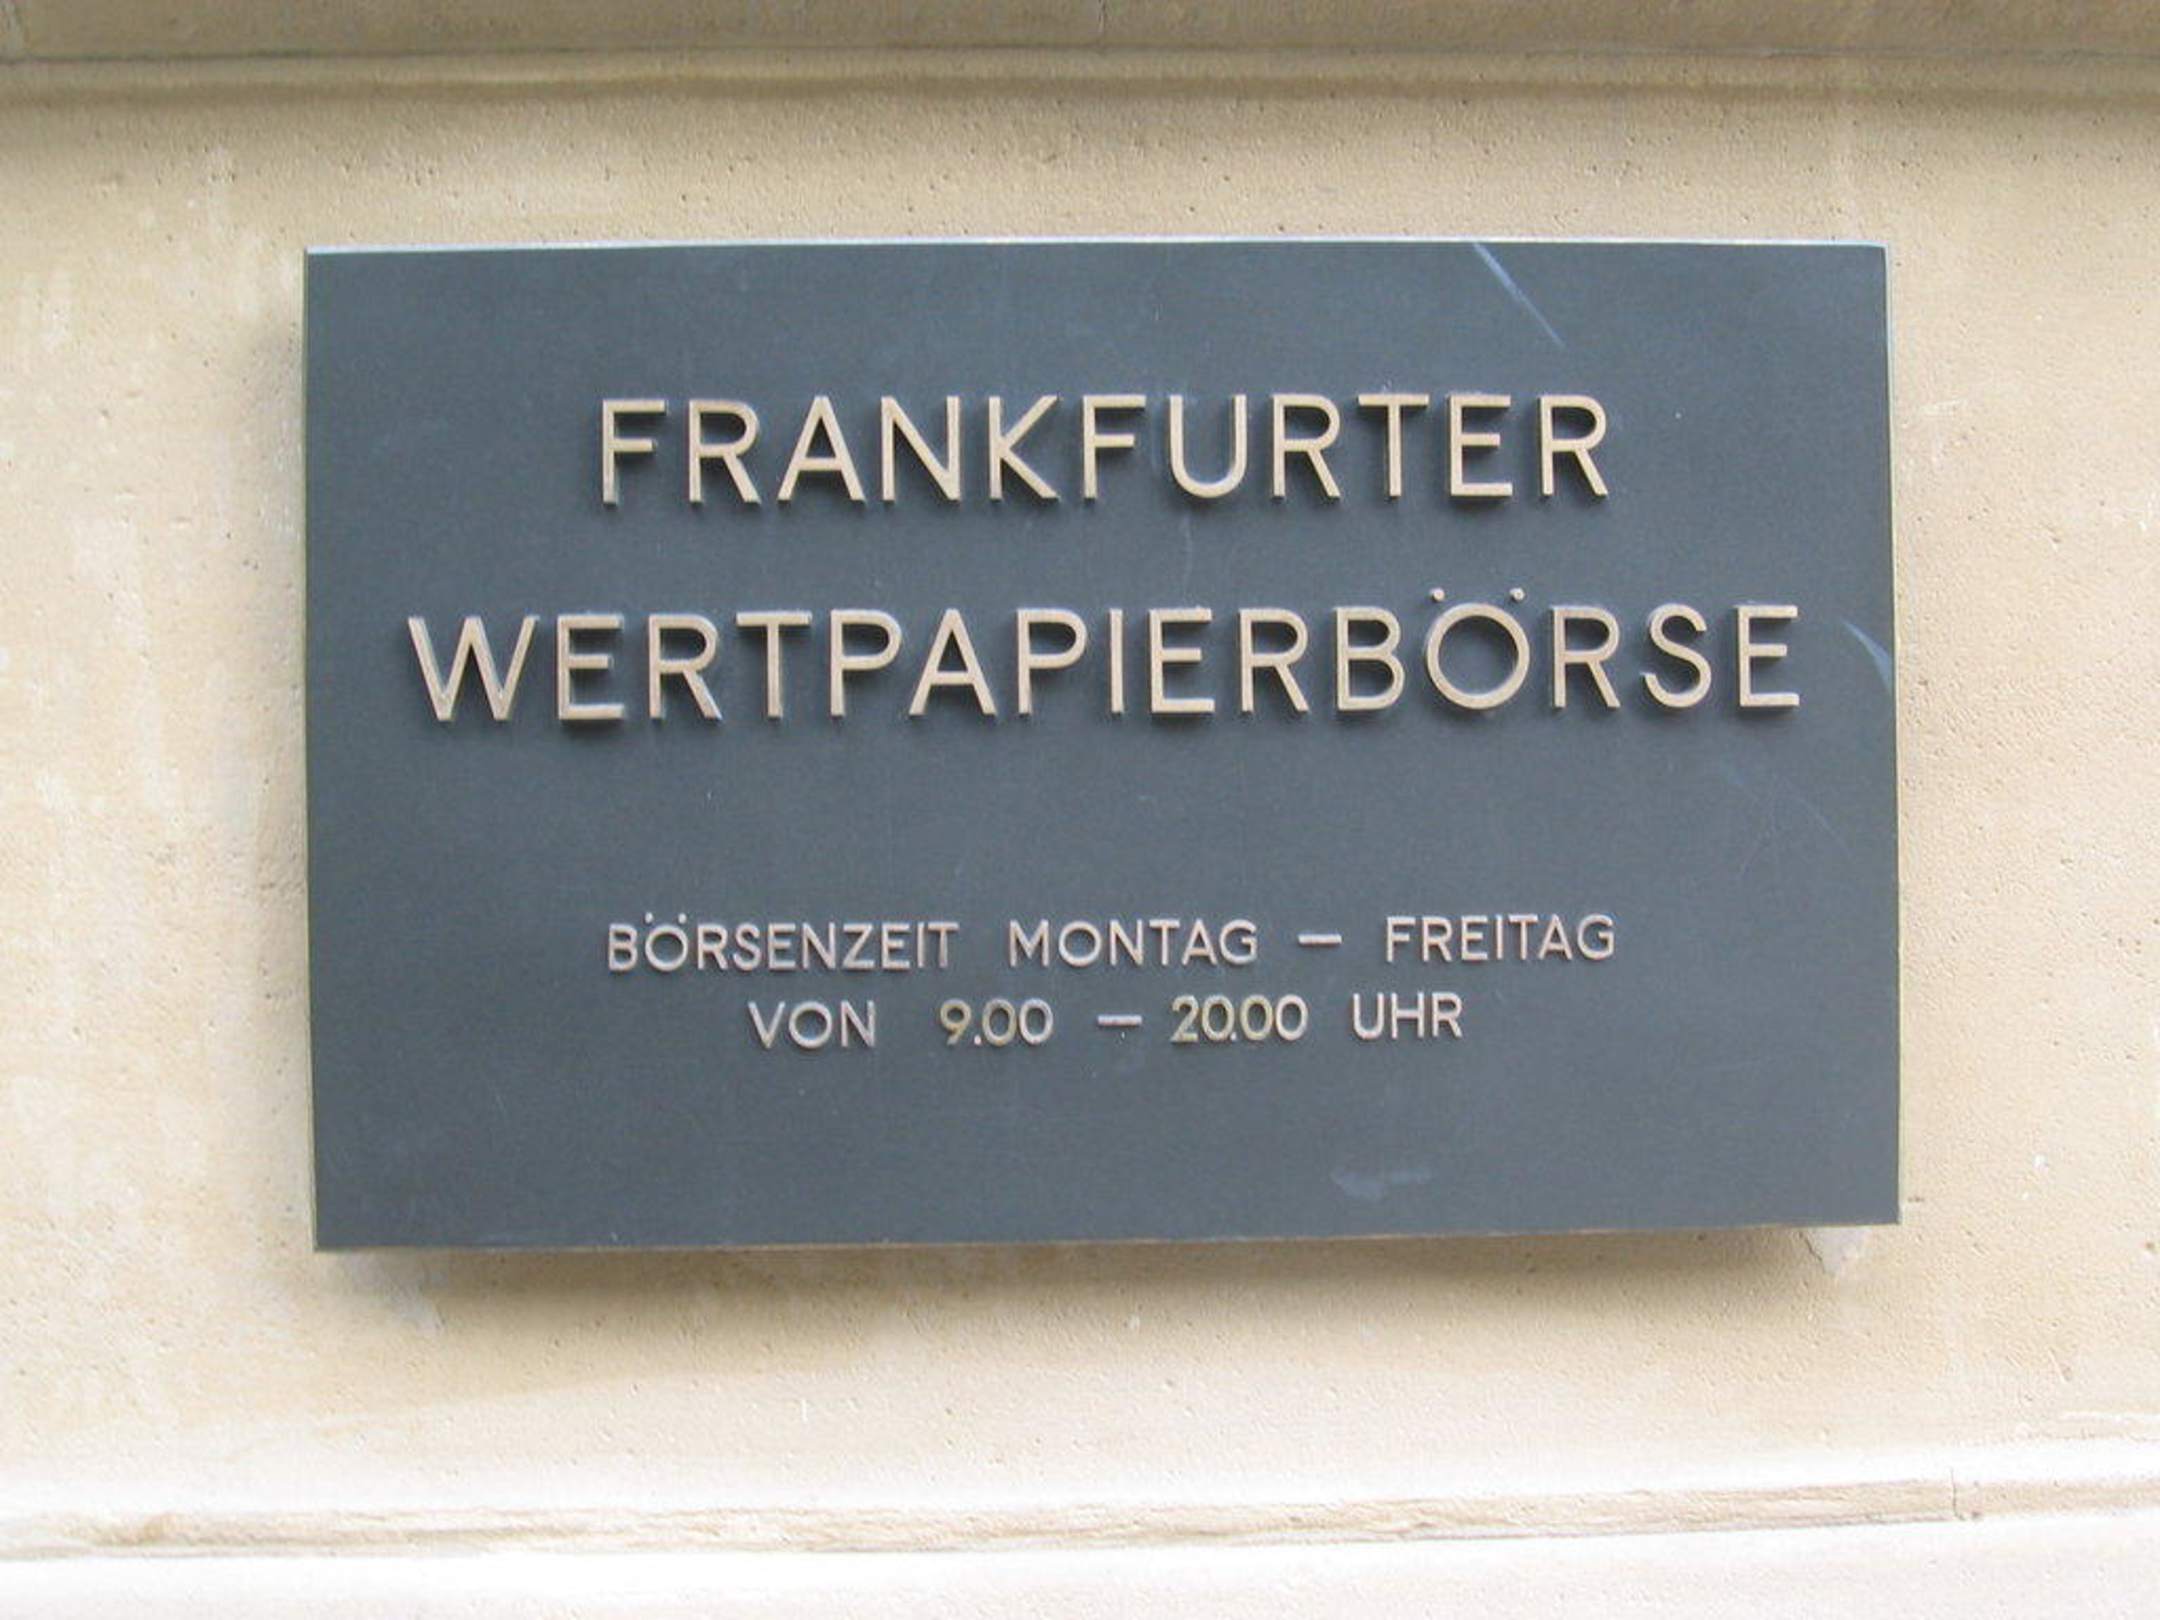 FRANKFURTER
WERTPAPIERBÖRSE
BÖRSENZEIT MONTAG – FREITAG
VON 9.00 – 20.00 UHR